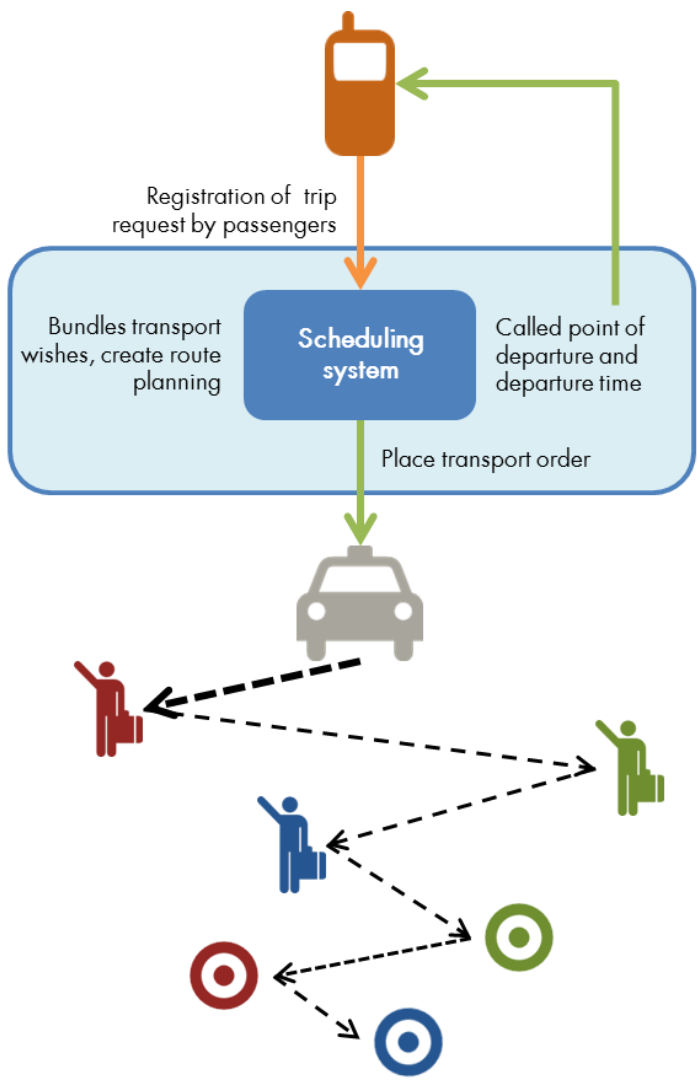 Registration of trip
request by passengers
Bundles transport
wishes, create route
planning
Scheduling
system
Called point of
departure and
departure time
Place transport order